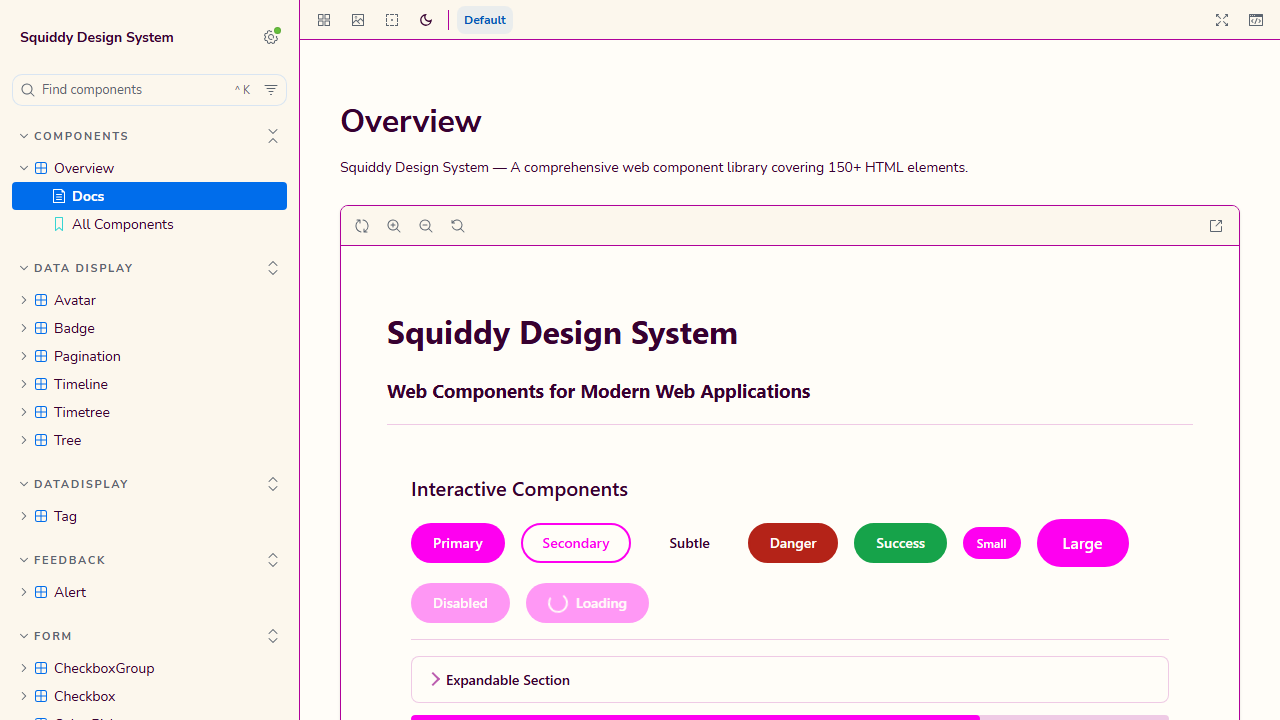 Squiddy Design System
Find components
^ K
COMPONENTS
Overview
Docs
All Components
DATA DISPLAY
Avatar
Badge
Pagination
Timeline
Timetree
Tree
DATADISPLAY
Tag
FEEDBACK
Alert
FORM
CheckboxGroup
Checkbox
Default
Overview
Squiddy Design System — A comprehensive web component library covering 150+ HTML elements.
Squiddy Design System
Web Components for Modern Web Applications
Interactive Components
Primary Secondary Subtle Danger Success Small Large
Disabled Loading
Expandable Section